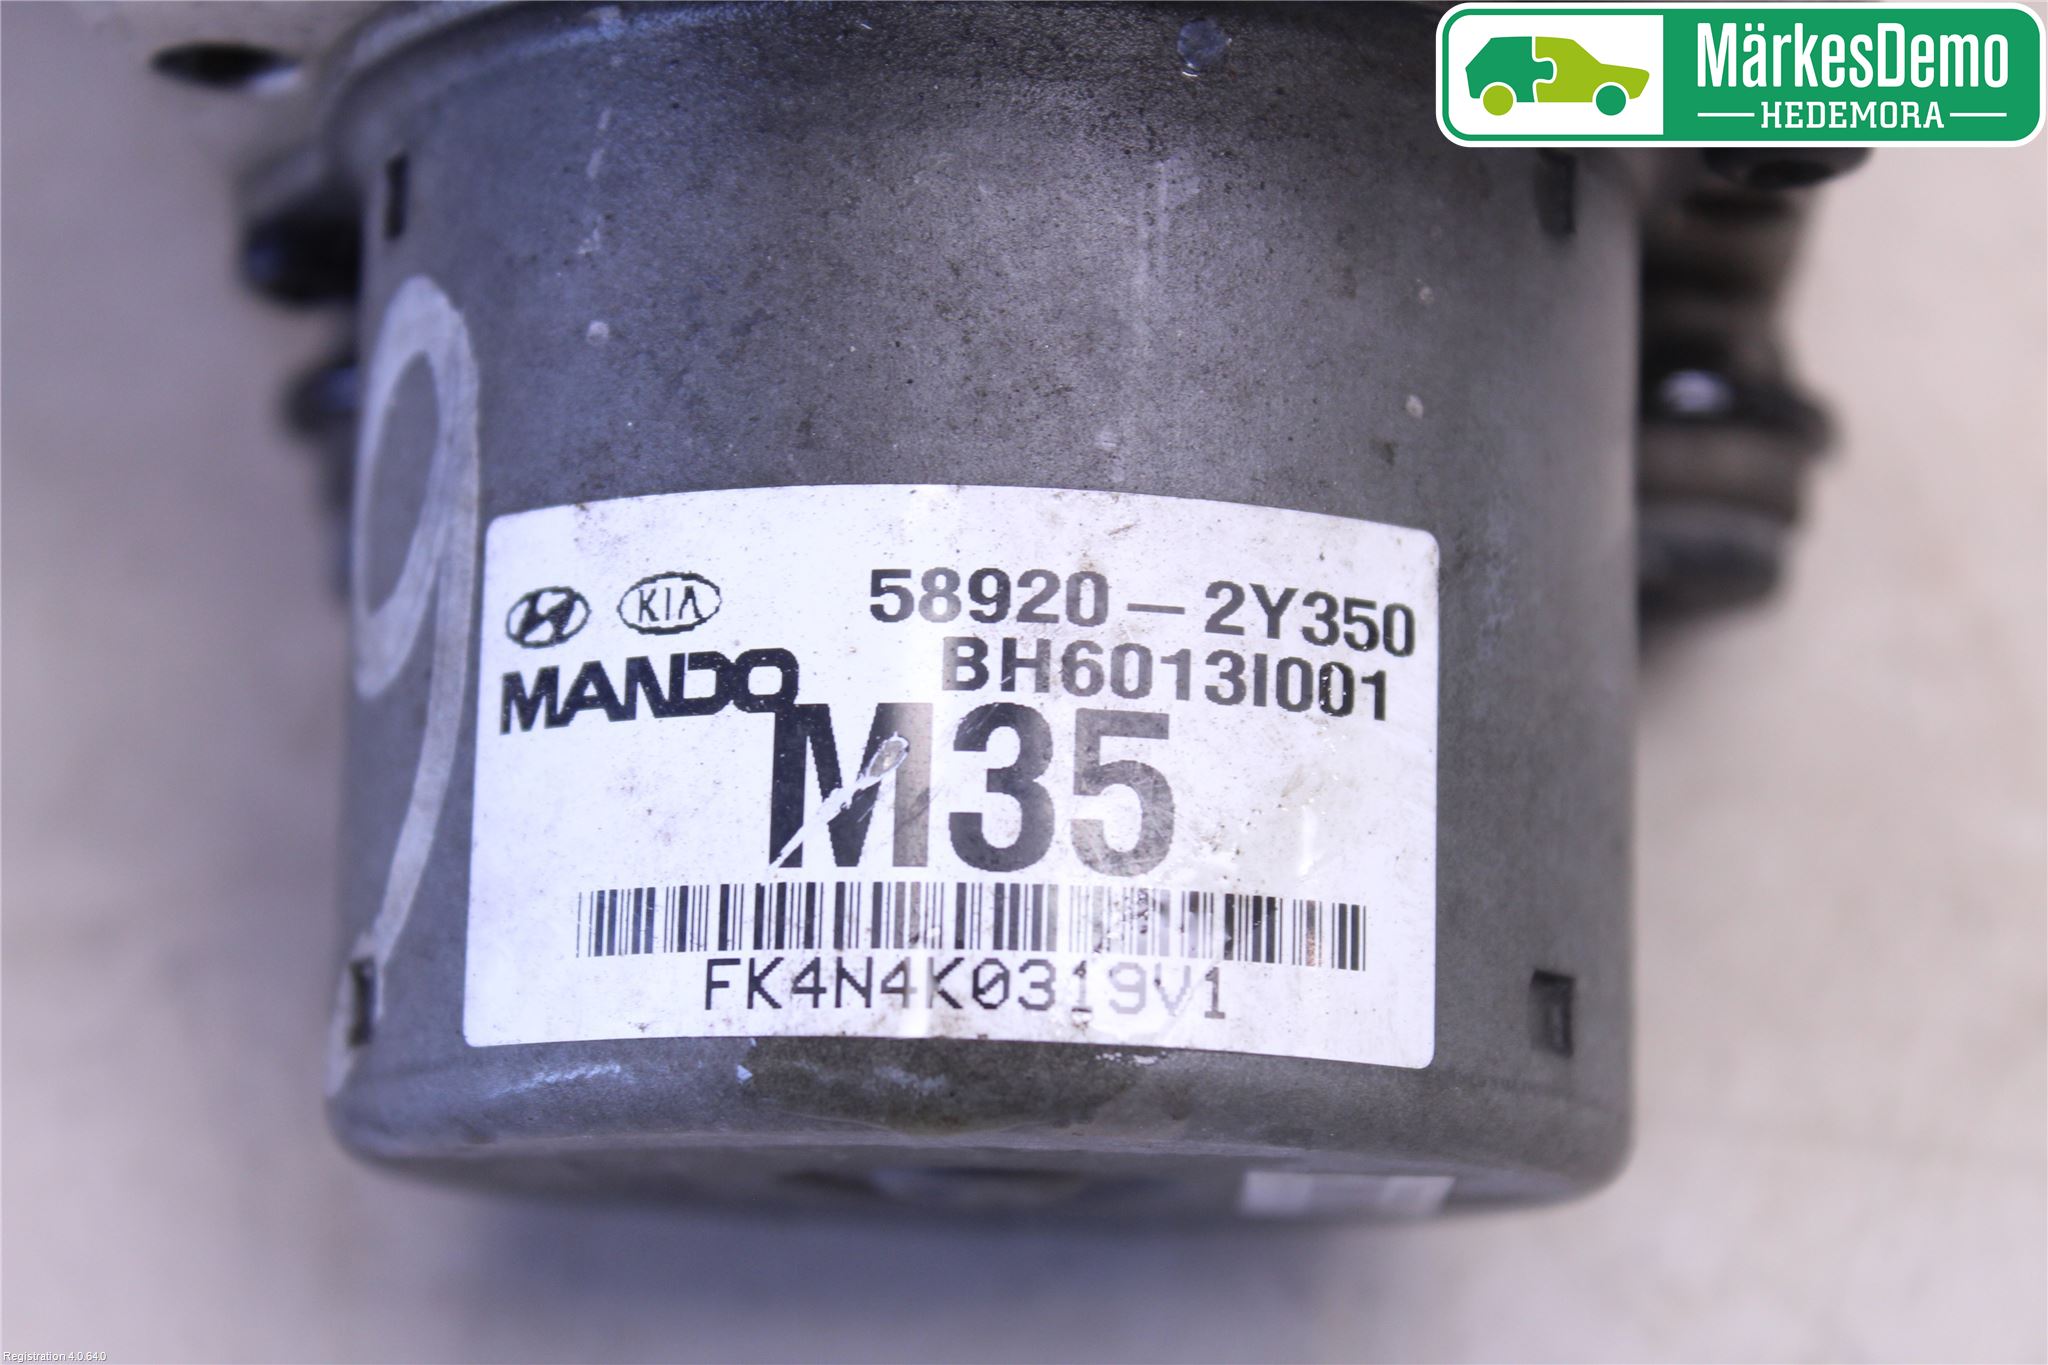 MärkesDemo
HEDEMORA
KIA
58920-2Y350
MANDO
BH6013I001
M35
FK4N4K0319V1
Registration 4.0.64.0